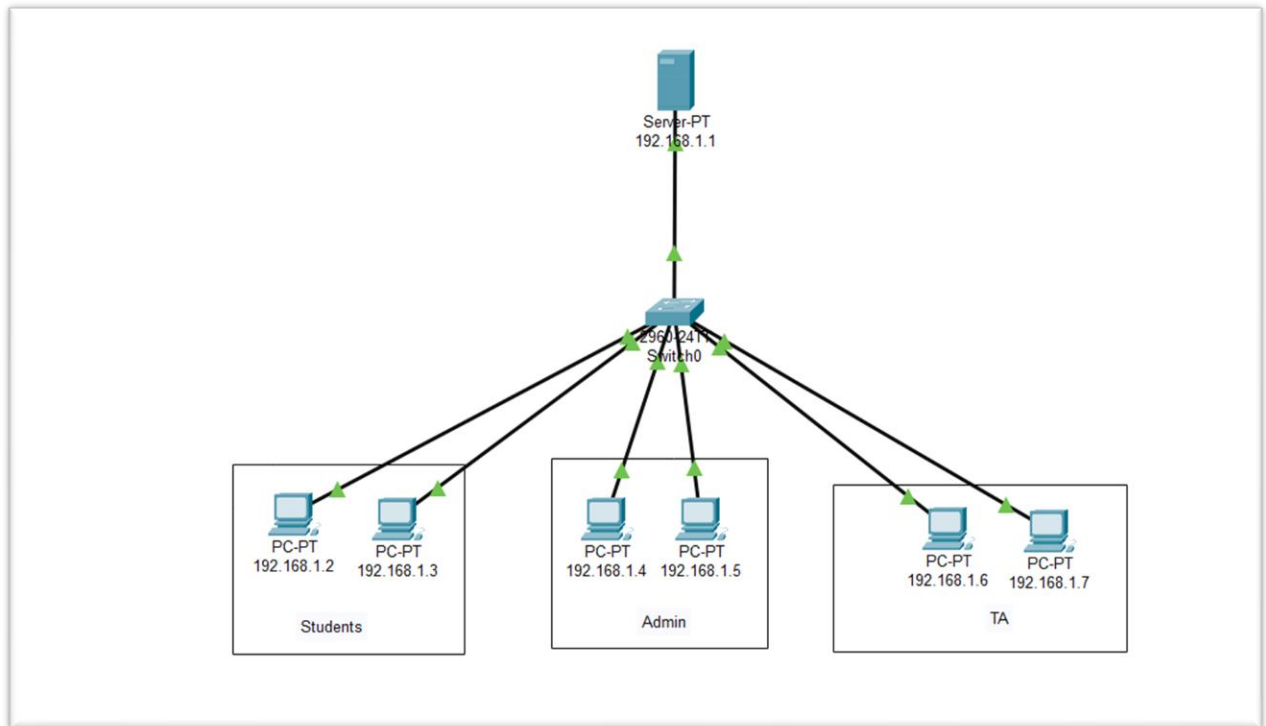 Server-PT
192.168.1.1
2960-24TT
Switch0
PC-PT
192.168.1.2
PC-PT
192.168.1.3
Students
PC-PT
192.168.1.4
PC-PT
192.168.1.5
Admin
PC-PT
192.168.1.6
PC-PT
192.168.1.7
TA